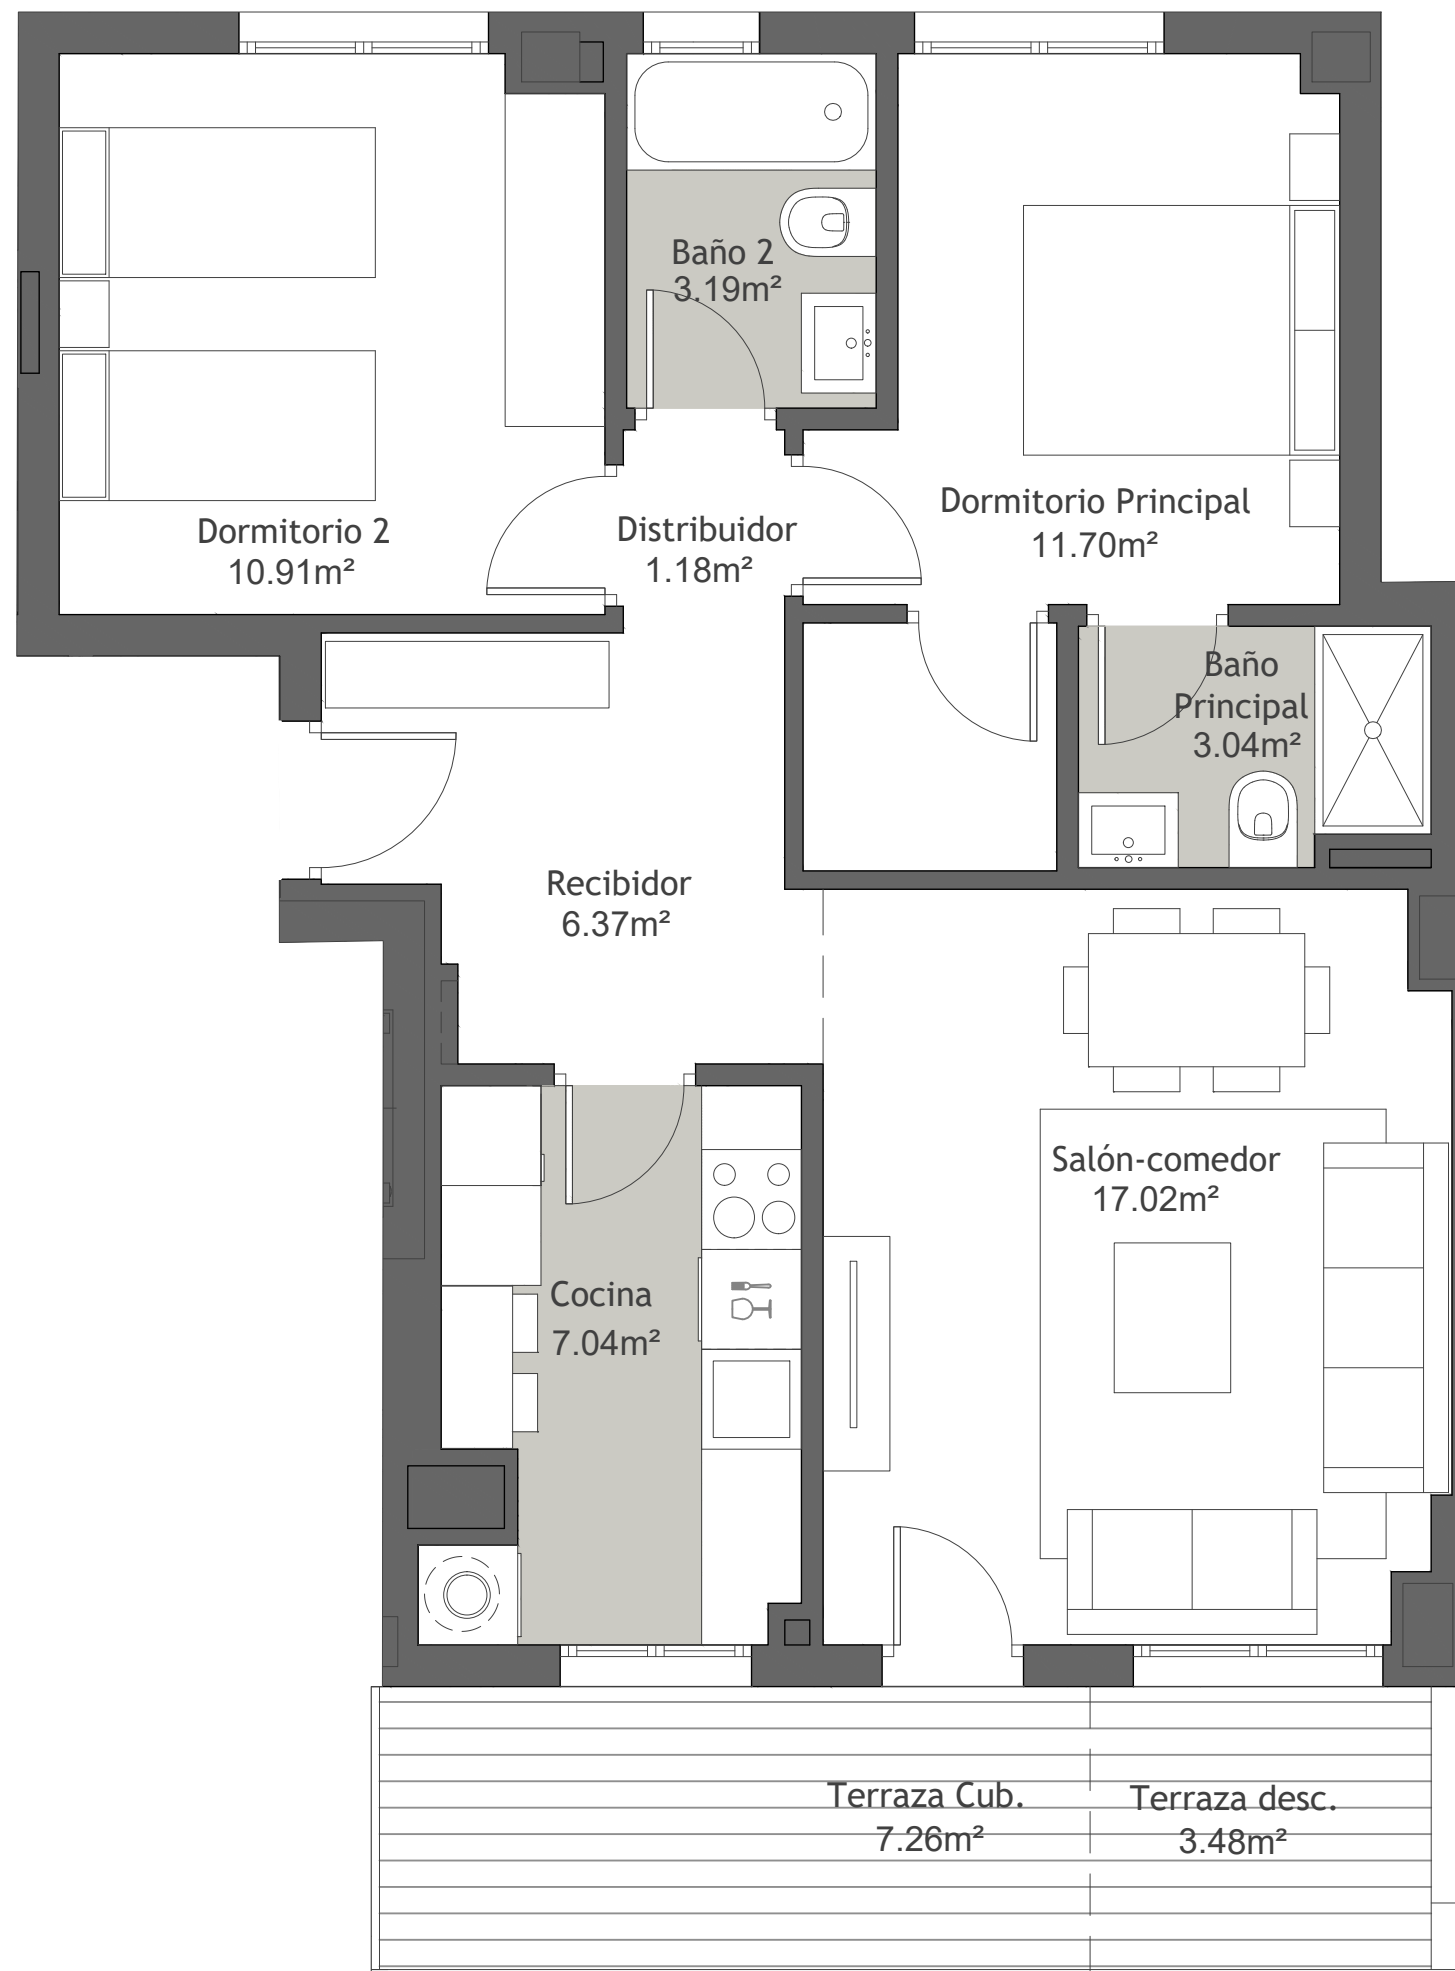 Baño 2
3.19m²
Dormitorio 2
10.91m²
Distribuidor
1.18m²
Dormitorio Principal
11.70m²
Baño
Principal
3.04m²
Recibidor
6.37m²
Salón-comedor
17.02m²
Cocina
7.04m²
Terraza Cub.
7.26m²
Terraza desc.
3.48m²